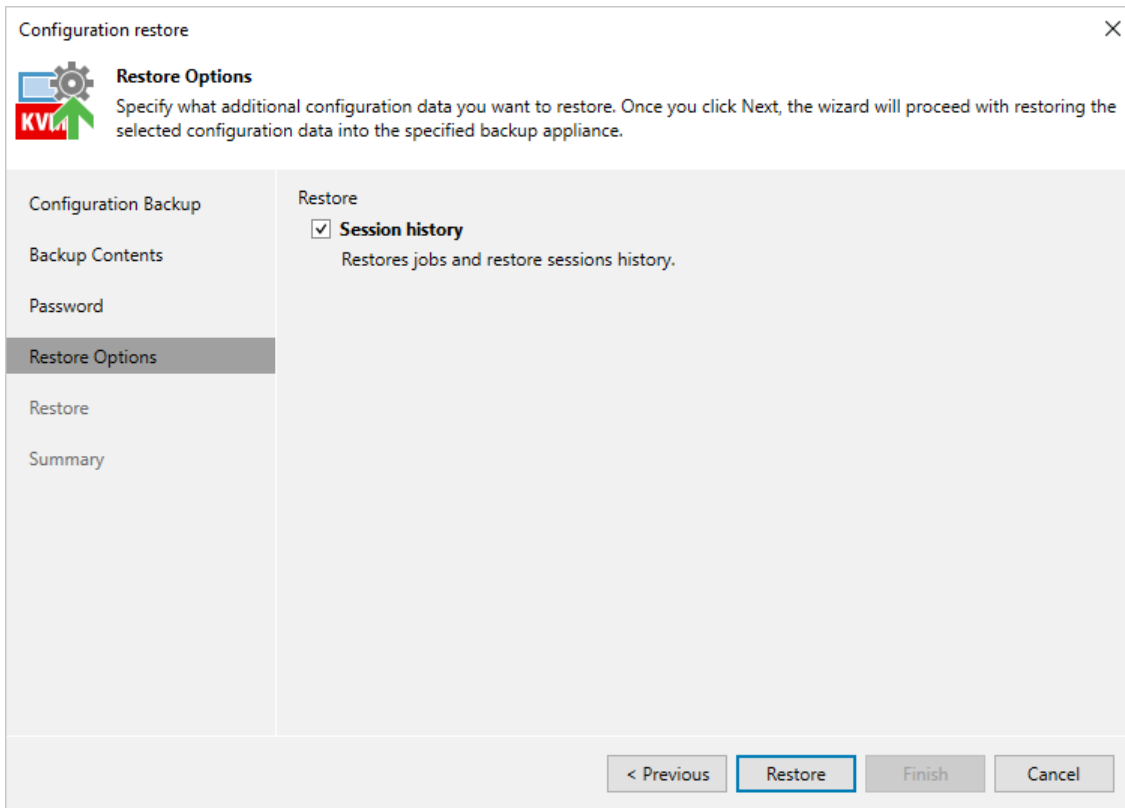 Configuration restore
Restore Options
Specify what additional configuration data you want to restore. Once you click Next, the wizard will proceed with restoring the
selected configuration data into the specified backup appliance.
KVM
Configuration Backup
Backup Contents
Password
Restore Options
Restore
Summary
Restore
Session history
Restores jobs and restore sessions history.
< Previous
Restore
Finish
Cancel